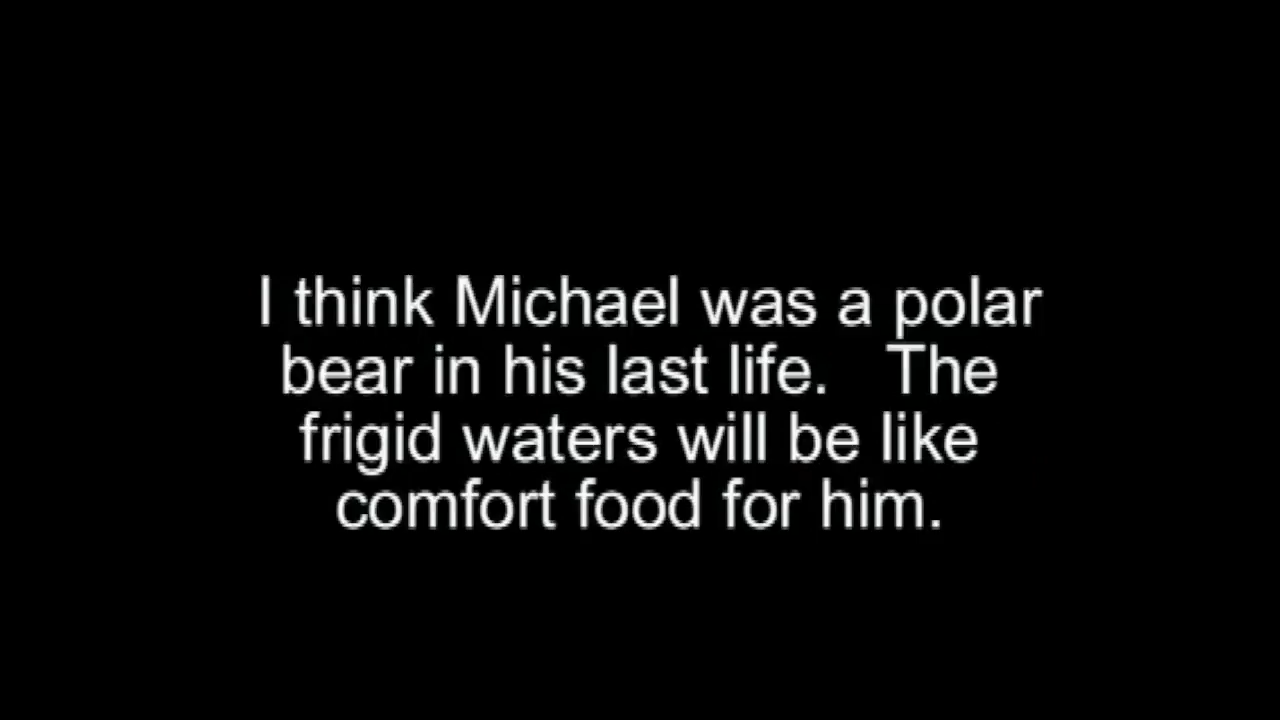 I think Michael was a polar
bear in his last life.   The
frigid waters will be like
comfort food for him.